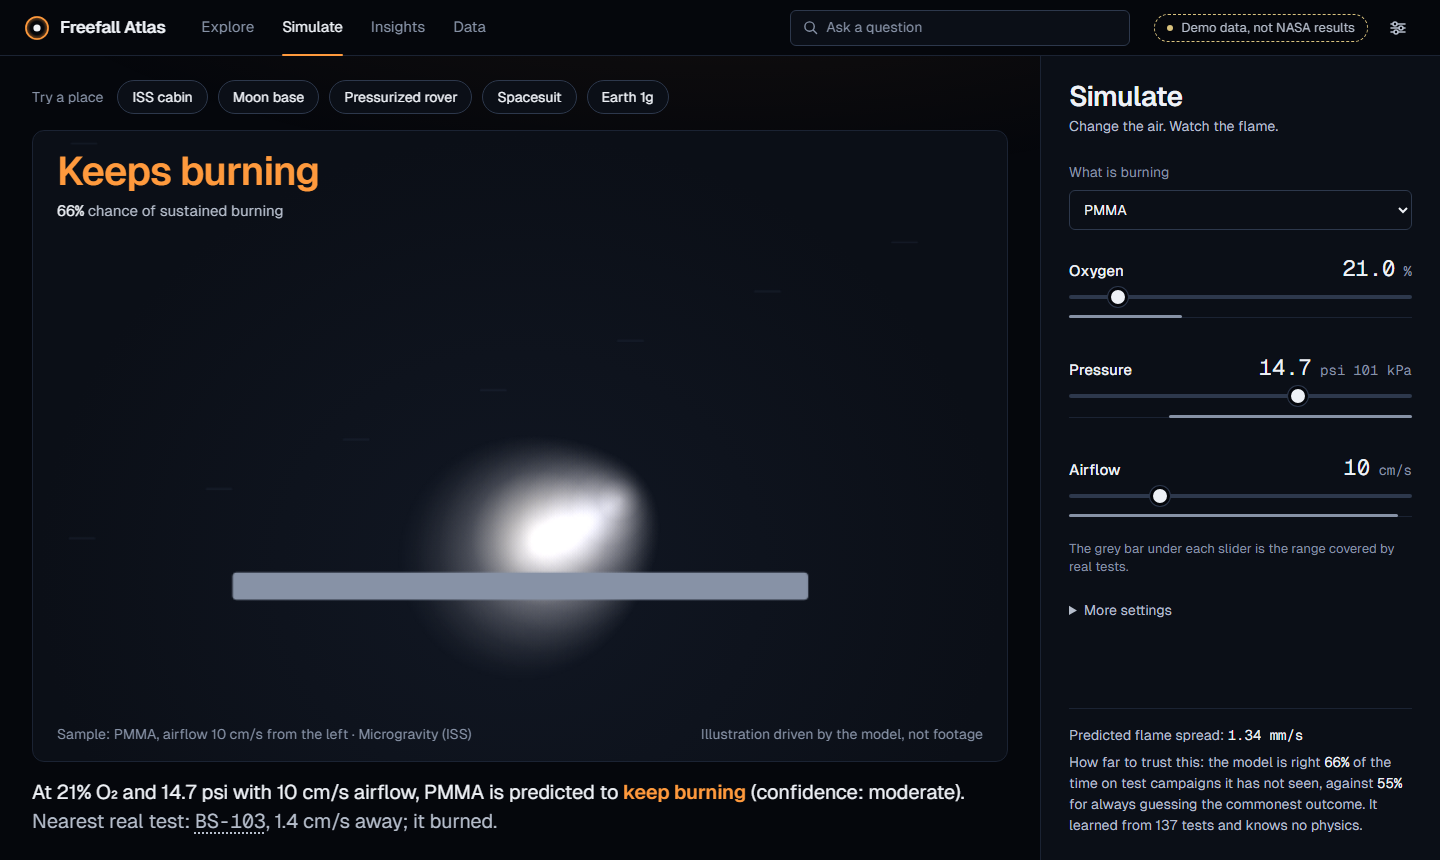 Freefall Atlas
Explore
Simulate
Insights
Data
Ask a question
Demo data, not NASA results
Try a place
ISS cabin
Moon base
Pressurized rover
Spacesuit
Earth 1g
Keeps burning
66% chance of sustained burning
Sample: PMMA, airflow 10 cm/s from the left · Microgravity (ISS)
Illustration driven by the model, not footage
At 21% O₂ and 14.7 psi with 10 cm/s airflow, PMMA is predicted to keep burning (confidence: moderate).
Nearest real test: BS-103, 1.4 cm/s away; it burned.
Simulate
Change the air. Watch the flame.
What is burning
PMMA
Oxygen
21.0 %
Pressure
14.7 psi 101 kPa
Airflow
10 cm/s
The grey bar under each slider is the range covered by
real tests.
More settings
Predicted flame spread: 1.34 mm/s
How far to trust this: the model is right 66% of the
time on test campaigns it has not seen, against 55%
for always guessing the commonest outcome. It
learned from 137 tests and knows no physics.